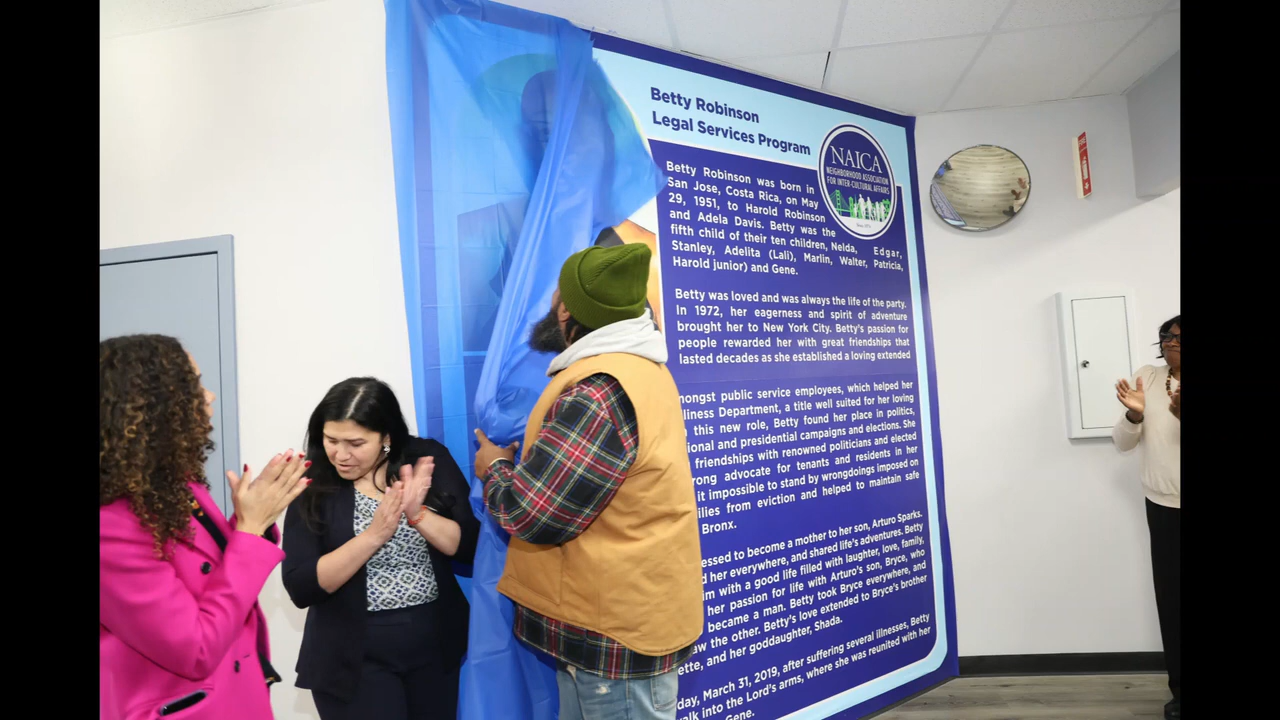 Betty Robinson
Legal Services Program
NAICA
NEIGHBORHOOD ASSOCIATION
FOR INTER-CULTURAL AFFAIRS
Betty Robinson was born in
San Jose, Costa Rica, on May
29, 1951, to Harold Robinson
and Adela Davis. Betty was the
fifth child of their ten children, Nelda, Edgar,
Stanley, Adelita (Lali), Marlin, Walter, Patricia,
Harold junior) and Gene.
Betty was loved and was always the life of the party.
In 1972, her eagerness and spirit of adventure
brought her to New York City. Betty's passion for
people rewarded her with great friendships that
lasted decades as she established a loving extended
mongst public service employees, which helped her
liness Department, a title well suited for her loving
this new role, Betty found her place in politics,
ional and presidential campaigns and elections. She
friendships with renowned politicians and elected
rong advocate for tenants and residents in her
it impossible to stand by wrongdoings imposed on
ilies from eviction and helped to maintain safe
Bronx.
essed to become a mother to her son, Arturo Sparks.
d her everywhere, and shared life's adventures. Betty
im with a good life filled with laughter, love, family,
her passion for life with Arturo's son, Bryce, who
became a man. Betty took Bryce everywhere, and
aw the other. Betty's love extended to Bryce's brother
ette, and her goddaughter, Shada.
day, March 31, 2019, after suffering several illnesses, Betty
alk into the Lord's arms, where she was reunited with her
Gene.